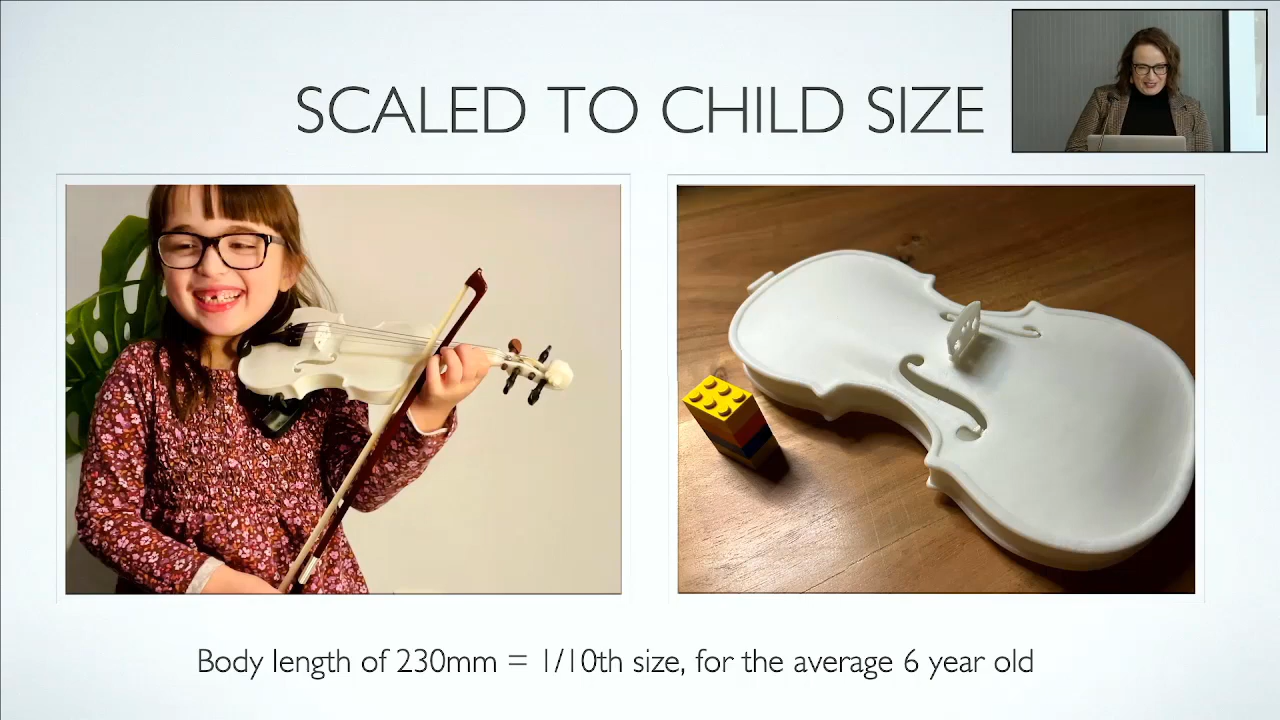 SCALED TO CHILD SIZE
Body length of 230mm = 1/10th size, for the average 6 year old